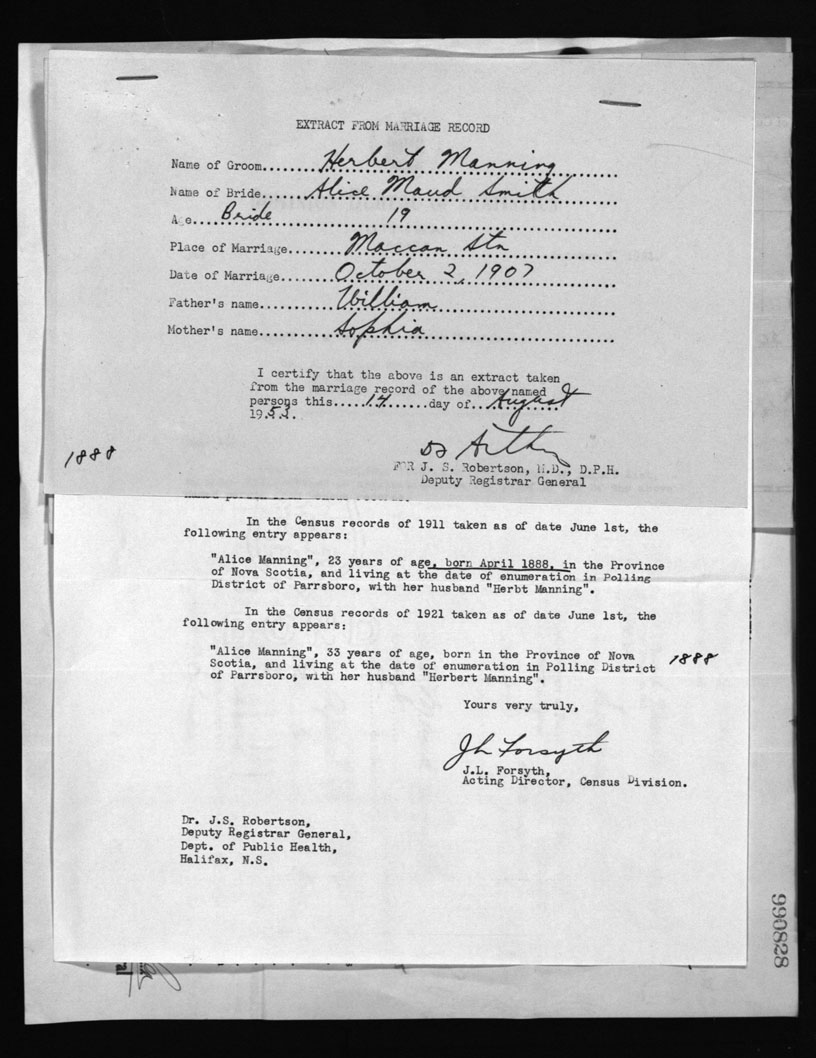 EXTRACT FROM MARRIAGE RECORD
Name of Groom......Herbert Manning
Name of Bride......Alice Maud Smith
Age....Bride 19
Place of Marriage......Maccan Stn
Date of Marriage......October 2, 1907
Father's name......William
Mother's name......Sophia
I certify that the above is an extract taken
from the marriage record of the above named
persons this.....14.......day of....August
1953.
1888
FOR J. S. Robertson, M.D., D.P.H.
Deputy Registrar General
In the Census records of 1911 taken as of date June 1st, the
following entry appears:
"Alice Manning", 23 years of age, born April 1888, in the Province
of Nova Scotia, and living at the date of enumeration in Polling
District of Parrsboro, with her husband "Herbt Manning".
In the Census records of 1921 taken as of date June 1st, the
following entry appears:
"Alice Manning", 33 years of age, born in the Province of Nova
Scotia, and living at the date of enumeration in Polling District
of Parrsboro, with her husband "Herbert Manning".
1888
Yours very truly,
J L Forsyth
J.L. Forsyth,
Acting Director, Census Division.
Dr. J.S. Robertson,
Deputy Registrar General,
Dept. of Public Health,
Halifax, N.S.
990828